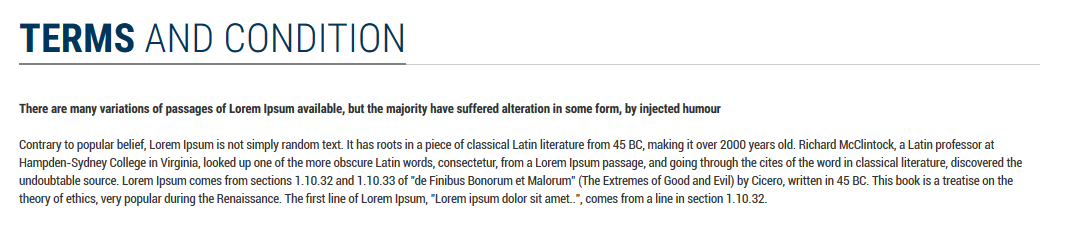 TERMS AND CONDITION
There are many variations of passages of Lorem Ipsum available, but the majority have suffered alteration in some form, by injected humour
Contrary to popular belief, Lorem Ipsum is not simply random text. It has roots in a piece of classical Latin literature from 45 BC, making it over 2000 years old. Richard McClintock, a Latin professor at
Hampden-Sydney College in Virginia, looked up one of the more obscure Latin words, consectetur, from a Lorem Ipsum passage, and going through the cites of the word in classical literature, discovered the
undoubtable source. Lorem Ipsum comes from sections 1.10.32 and 1.10.33 of "de Finibus Bonorum et Malorum" (The Extremes of Good and Evil) by Cicero, written in 45 BC. This book is a treatise on the
theory of ethics, very popular during the Renaissance. The first line of Lorem Ipsum, "Lorem ipsum dolor sit amet..", comes from a line in section 1.10.32.